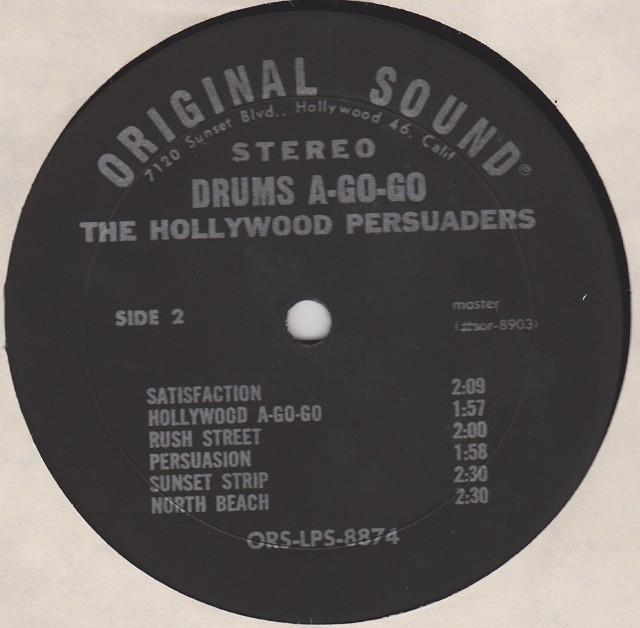 ORIGINAL SOUND®
7120 Sunset Blvd., Hollywood 46, Calif
STEREO
DRUMS A-GO-GO
THE HOLLYWOOD PERSUADERS
SIDE 2
master
(#sor-8903)
SATISFACTION 2:09
HOLLYWOOD A-GO-GO 1:57
RUSH STREET 2:00
PERSUASION 1:58
SUNSET STRIP 2:30
NORTH BEACH 2:30
ORS-LPS-8874